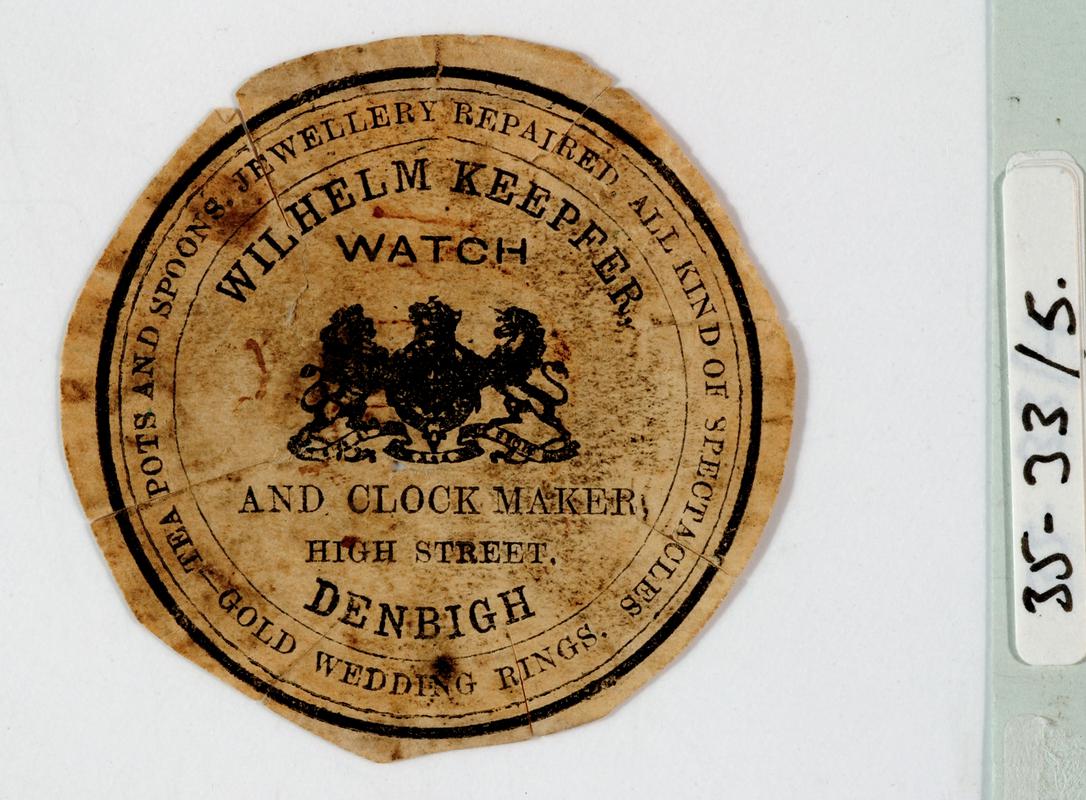 JEWELLERY REPAIRED. ALL KIND OF SPECTACLES
GOLD WEDDING RINGS.
TEA POTS AND SPOONS.
WILHELM KEEPFER,
WATCH
AND CLOCK MAKER,
HIGH STREET.
DENBIGH
35-33/5.